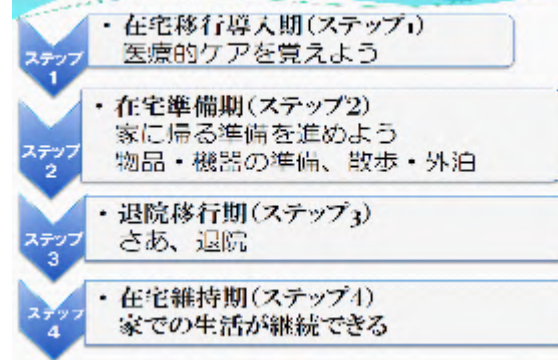 ステップ
1
・在宅移行導入期(ステップ1)
医療的ケアを覚えよう
ステップ
2
・在宅準備期(ステップ2)
家に帰る準備を進めよう
物品・機器の準備、散歩・外泊
ステップ
3
・退院移行期(ステップ3)
さあ、退院
ステップ
4
・在宅維持期(ステップ4)
家での生活が継続できる